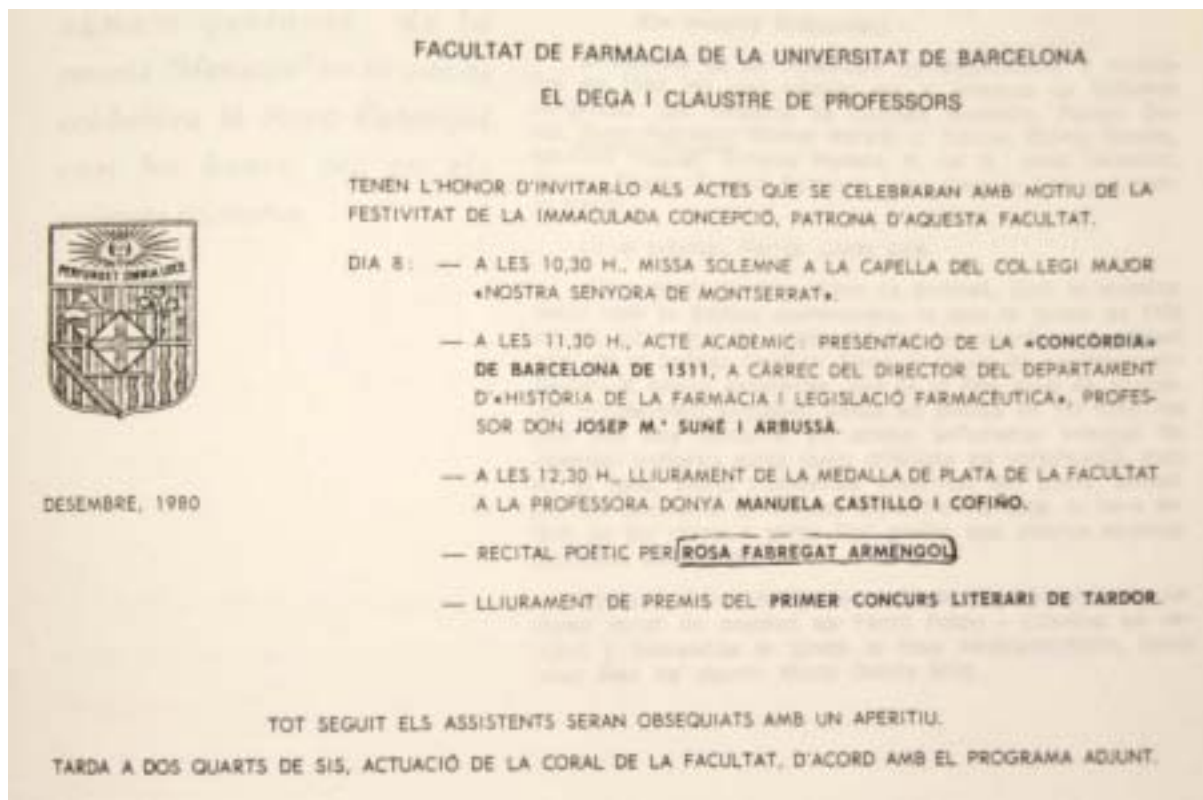 FACULTAT DE FARMACIA DE LA UNIVERSITAT DE BARCELONA
EL DEGÀ I CLAUSTRE DE PROFESSORS
TENEN L'HONOR D'INVITAR-LO ALS ACTES QUE SE CELEBRARAN AMB MOTIU DE LA
FESTIVITAT DE LA IMMACULADA CONCEPCIÓ, PATRONA D'AQUESTA FACULTAT.
PERFUNDET OMNIA LUCE
DIA 8: — A LES 10,30 H., MISSA SOLEMNE A LA CAPELLA DEL COL.LEGI MAJOR
«NOSTRA SENYORA DE MONTSERRAT».
— A LES 11,30 H., ACTE ACADÈMIC: PRESENTACIÓ DE LA «CONCÒRDIA»
DE BARCELONA DE 1511, A CÀRREC DEL DIRECTOR DEL DEPARTAMENT
D'«HISTÒRIA DE LA FARMÀCIA I LEGISLACIÓ FARMACÈUTICA», PROFES-
SOR DON JOSEP M.ª SUÑÉ I ARBUSSÀ.
— A LES 12,30 H., LLIURAMENT DE LA MEDALLA DE PLATA DE LA FACULTAT
A LA PROFESSORA DONYA MANUELA CASTILLO I COFIÑO.
DESEMBRE, 1980
— RECITAL POÈTIC PER ROSA FABREGAT ARMENGOL
— LLIURAMENT DE PREMIS DEL PRIMER CONCURS LITERARI DE TARDOR.
TOT SEGUIT ELS ASSISTENTS SERAN OBSEQUIATS AMB UN APERITIU.
TARDA A DOS QUARTS DE SIS, ACTUACIÓ DE LA CORAL DE LA FACULTAT, D'ACORD AMB EL PROGRAMA ADJUNT.